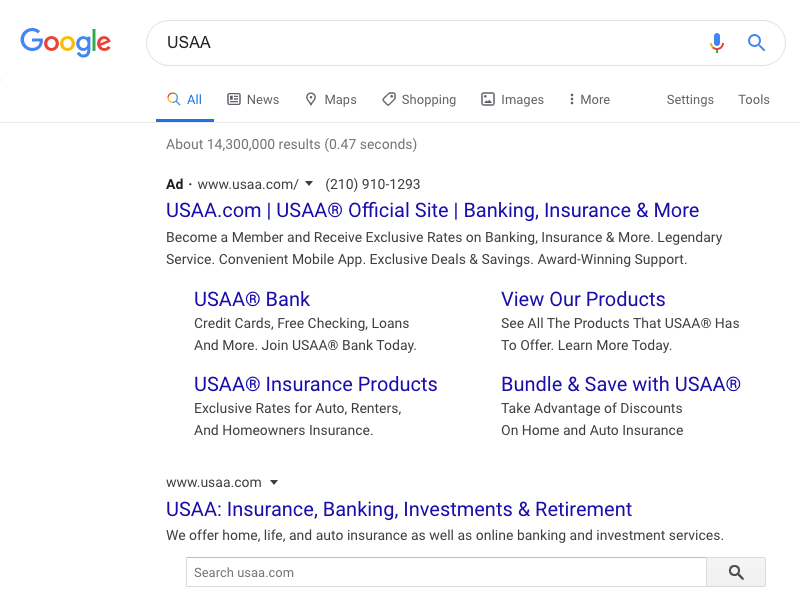 Google
USAA
All
News
Maps
Shopping
Images
More
Settings
Tools
About 14,300,000 results (0.47 seconds)
Ad · www.usaa.com/ (210) 910-1293
USAA.com | USAA® Official Site | Banking, Insurance & More
Become a Member and Receive Exclusive Rates on Banking, Insurance & More. Legendary
Service. Convenient Mobile App. Exclusive Deals & Savings. Award-Winning Support.
USAA® Bank
Credit Cards, Free Checking, Loans
And More. Join USAA® Bank Today.
View Our Products
See All The Products That USAA® Has
To Offer. Learn More Today.
USAA® Insurance Products
Exclusive Rates for Auto, Renters,
And Homeowners Insurance.
Bundle & Save with USAA®
Take Advantage of Discounts
On Home and Auto Insurance
www.usaa.com
USAA: Insurance, Banking, Investments & Retirement
We offer home, life, and auto insurance as well as online banking and investment services.
Search usaa.com